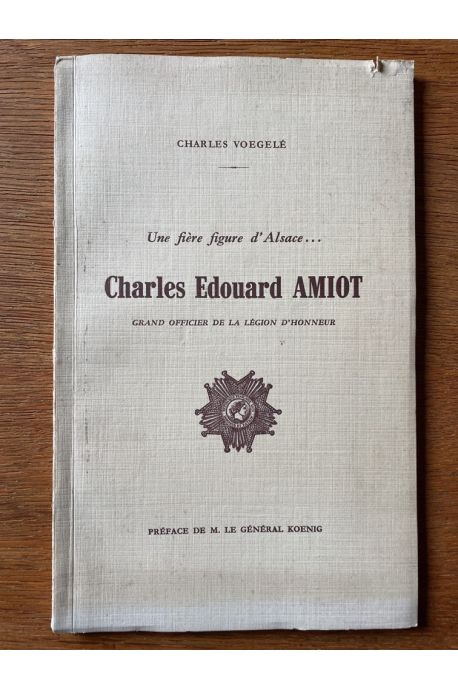 CHARLES VOEGELÉ
Une fière figure d'Alsace...
Charles Edouard AMIOT
GRAND OFFICIER DE LA LÉGION D'HONNEUR
PRÉFACE DE M. LE GÉNÉRAL KOENIG